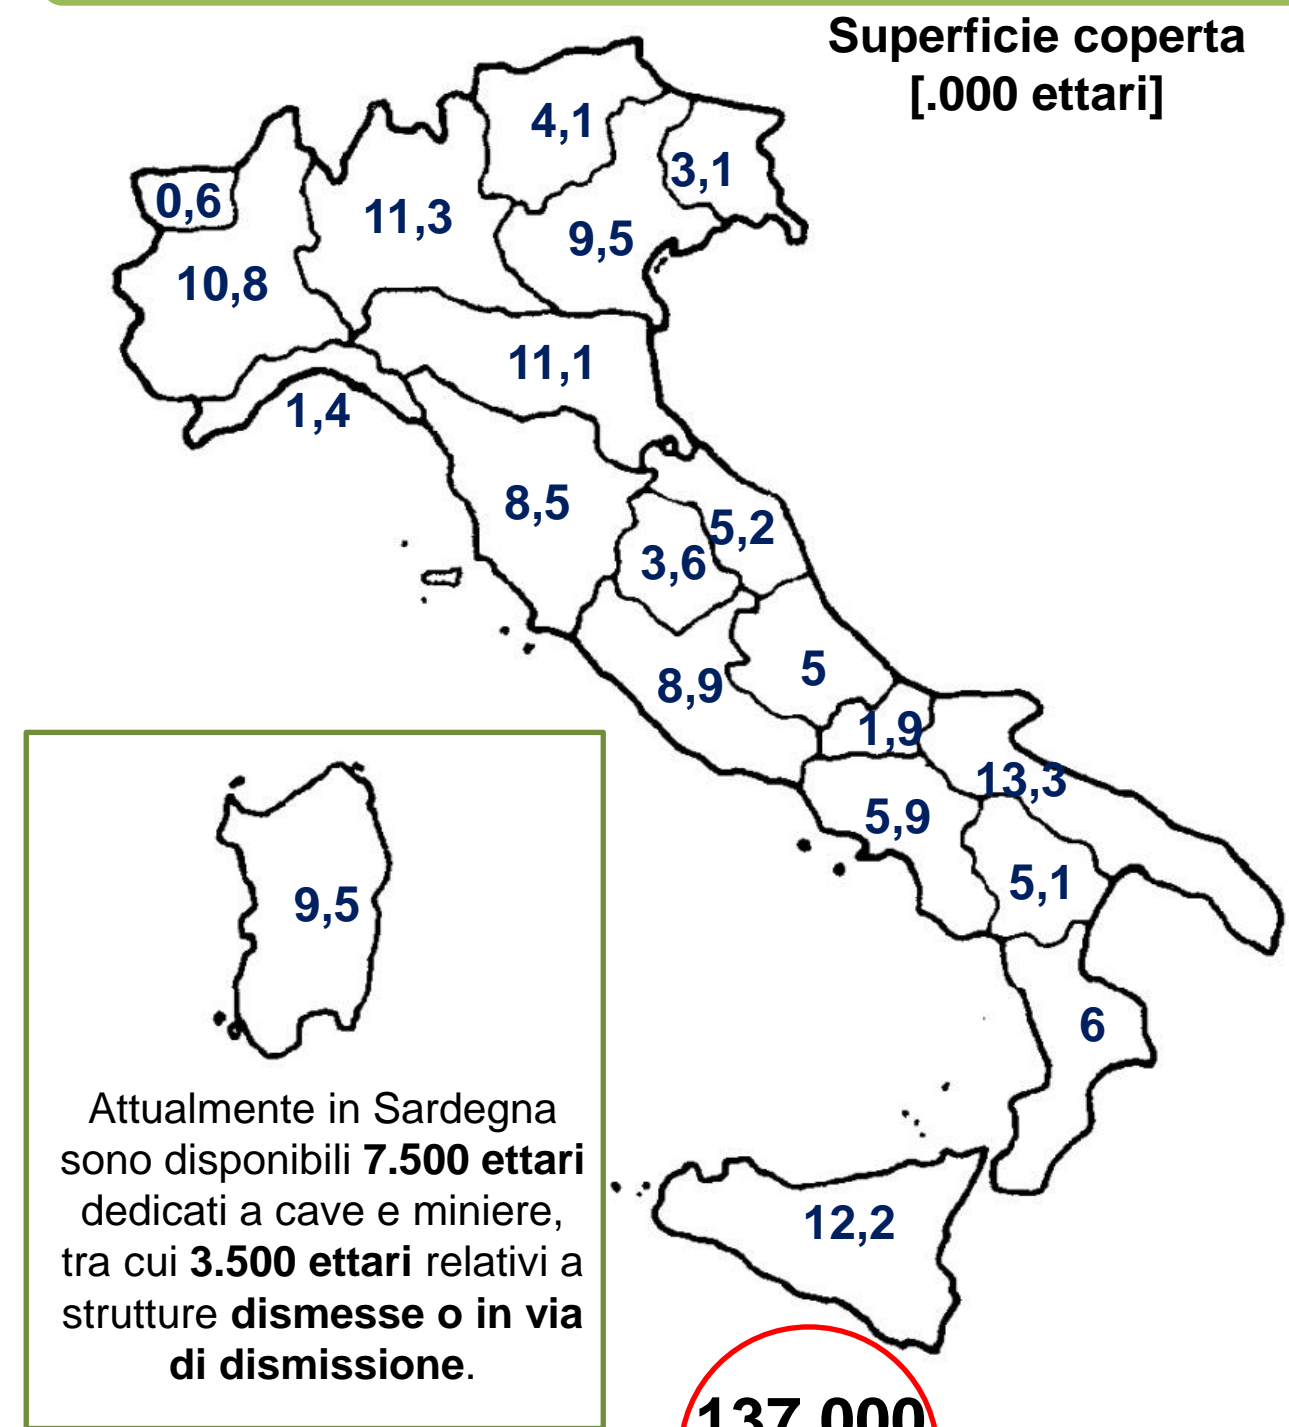 Superficie coperta
[.000 ettari]
4,1
3,1
0,6
11,3
9,5
10,8
11,1
1,4
8,5
5,2
3,6
8,9
5
1,9
13,3
5,9
5,1
6
12,2
9,5
Attualmente in Sardegna
sono disponibili 7.500 ettari
dedicati a cave e miniere,
tra cui 3.500 ettari relativi a
strutture dismesse o in via
di dismissione.
137.000